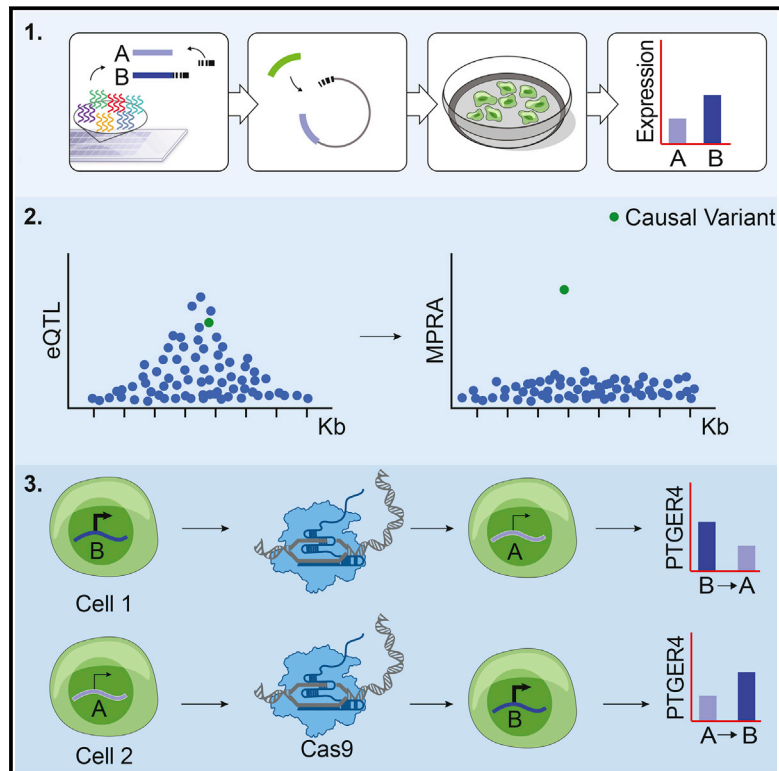 1.
A
B
Expression
A B
2.
Causal Variant
eQTL
Kb
MPRA
Kb
3.
B
Cell 1
A
PTGER4
B→A
A
Cell 2
Cas9
B
PTGER4
A→B